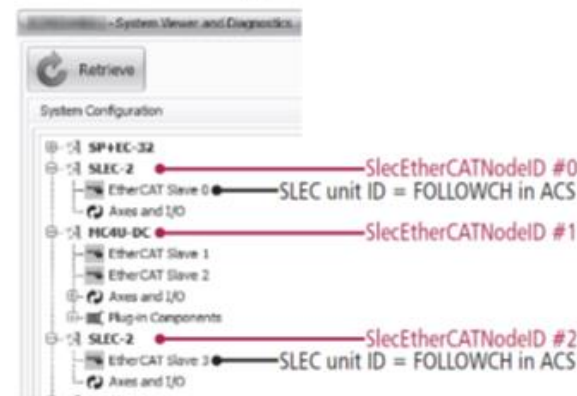 - System Viewer and Diagnostics
Retrieve
System Configuration
SP+EC-32
SLEC-2 SlecEtherCATNodeID #0
EtherCAT Slave 0 SLEC unit ID = FOLLOWCH in ACS
Axes and I/O
MC4U-DC SlecEtherCATNodeID #1
EtherCAT Slave 1
EtherCAT Slave 2
Axes and I/O
Plug-in Components
SLEC-2 SlecEtherCATNodeID #2
EtherCAT Slave 3 SLEC unit ID = FOLLOWCH in ACS
Axes and I/O